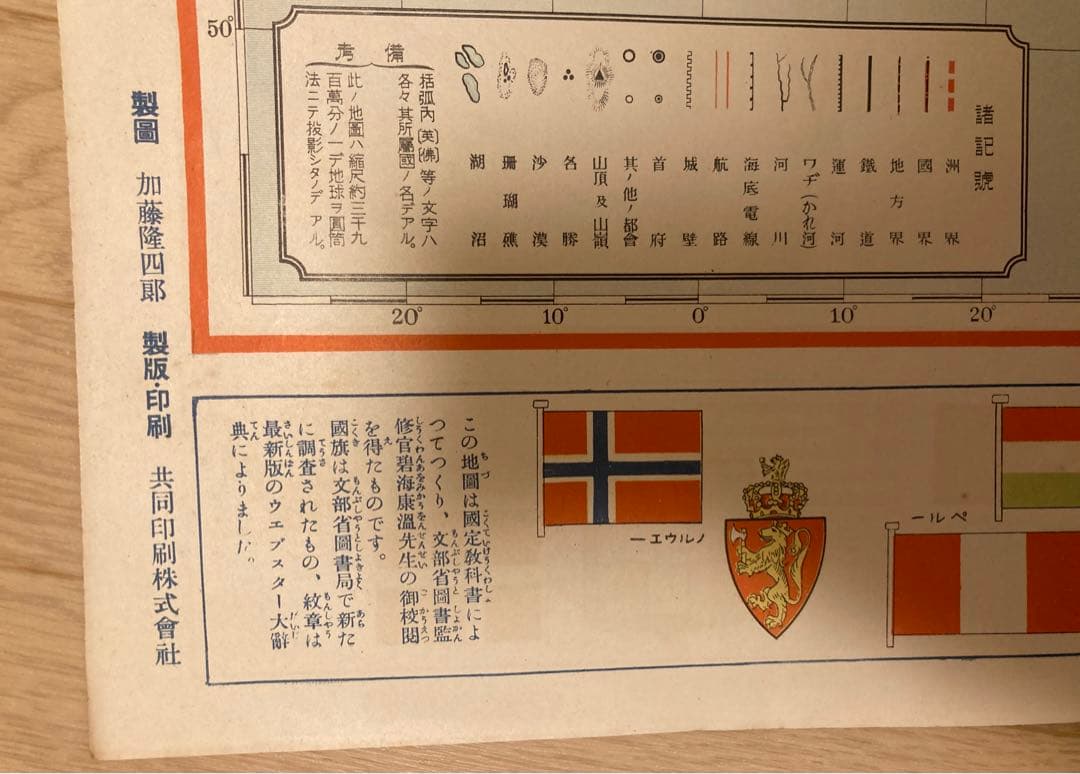 50°
諸記號
洲界
國界
地方界
鐵道
運河
ワヂ(かれ河)
河川
海底電線
航路
城壁
首府
其ノ他ノ都會
山頂及山嶺
名勝
沙漠
珊瑚礁
湖沼
備考
括弧內〔英〕〔佛〕等ノ文字ハ
各々其所屬國ノ名デアル。
此ノ地圖ハ縮尺約三十九
百萬分ノ一デ地球ヲ圓筒
法ニテ投影シタノデアル。
20°
10°
0°
10°
20°
ノルウエー
ペルー
この地圖は國定敎科書によ
つてつくり、文部省圖書監
修官碧海康溫先生の御校閱
を得たものです。
國旗は文部省圖書局で新た
に調査されたもの、紋章は
最新版のウエブスター大辭
典によりました。
製圖 加藤隆四郞 製版・印刷 共同印刷株式會社